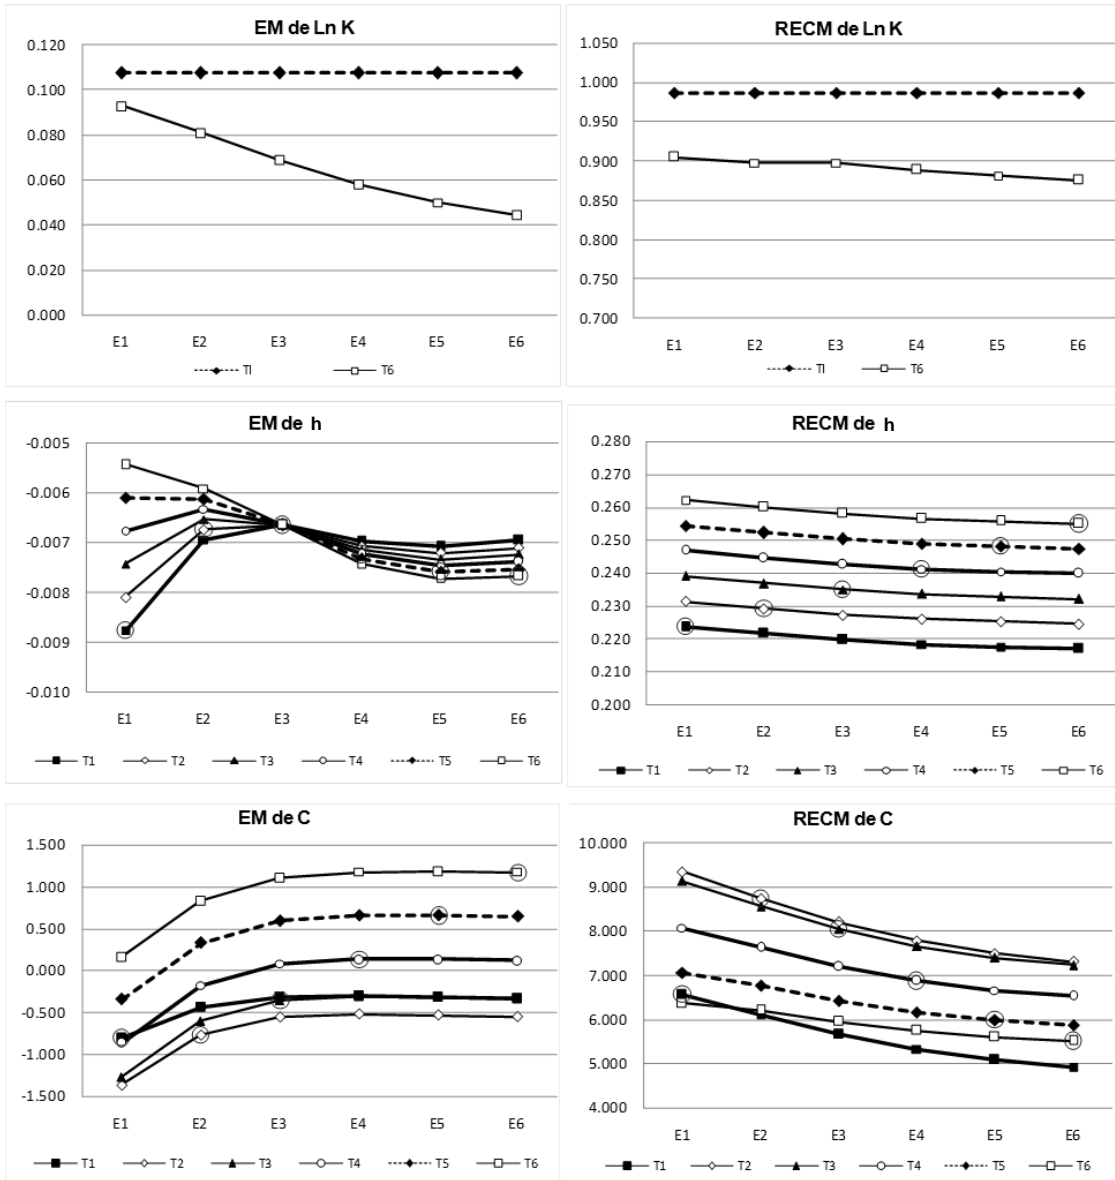 EM de Ln K
0.120
0.100
0.080
0.060
0.040
0.020
0.000
E1 E2 E3 E4 E5 E6
TI T6
RECM de Ln K
1.050
1.000
0.950
0.900
0.850
0.800
0.750
0.700
E1 E2 E3 E4 E5 E6
TI T6
EM de h
-0.005
-0.006
-0.007
-0.008
-0.009
-0.010
E1 E2 E3 E4 E5 E6
T1 T2 T3 T4 T5 T6
RECM de h
0.280
0.270
0.260
0.250
0.240
0.230
0.220
0.210
0.200
E1 E2 E3 E4 E5 E6
T1 T2 T3 T4 T5 T6
EM de C
1.500
1.000
0.500
0.000
-0.500
-1.000
-1.500
E1 E2 E3 E4 E5 E6
T1 T2 T3 T4 T5 T6
RECM de C
10.000
9.000
8.000
7.000
6.000
5.000
4.000
E1 E2 E3 E4 E5 E6
T1 T2 T3 T4 T5 T6